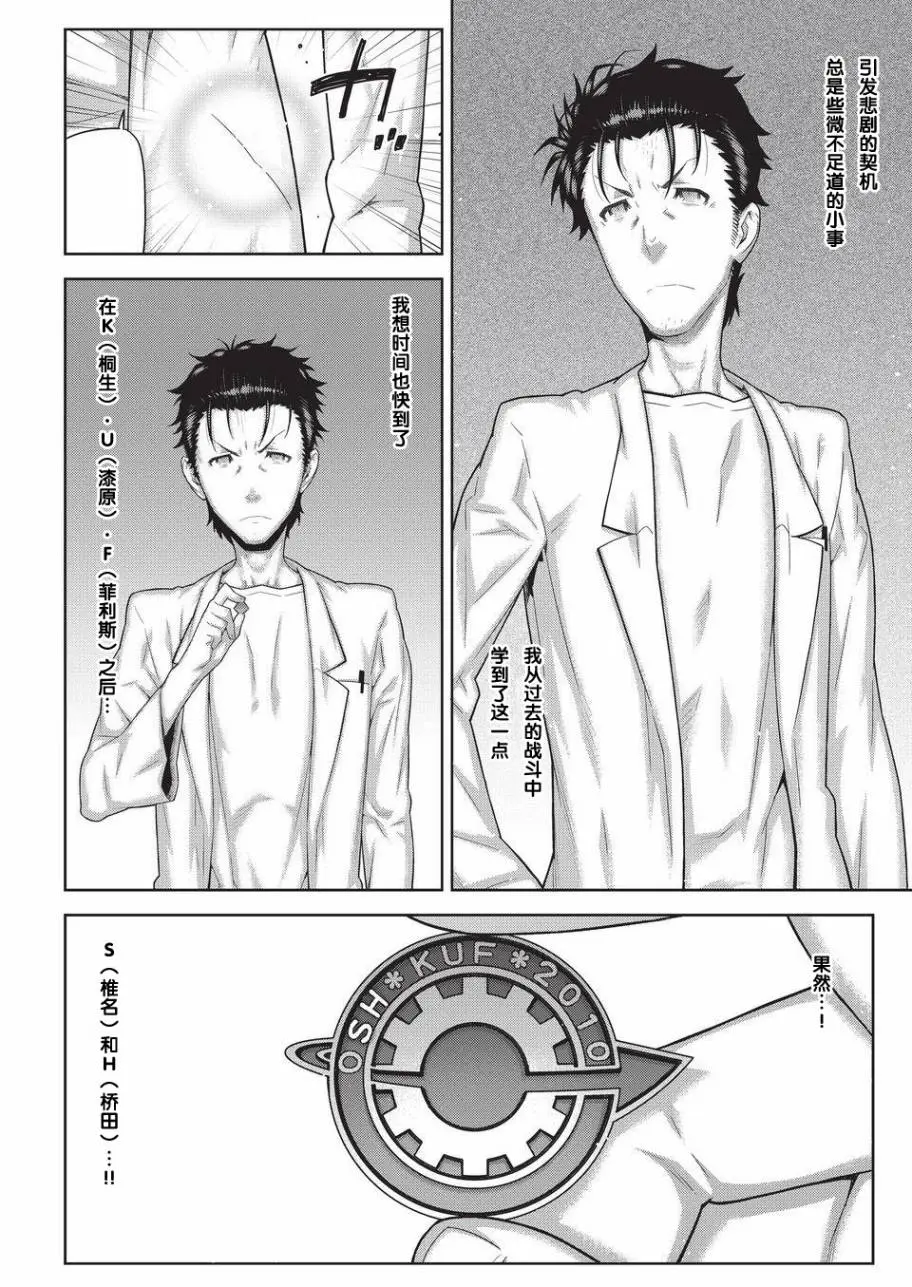 引发悲剧的契机
总是些微不足道的小事
我从过去的战斗中
学到了这一点
カッ
我想时间也快到了
在K（桐生）·U（漆原）·F（菲利斯）之后…
果然…!
OSH*KUF*2010
S（椎名）和H（桥田）…!!